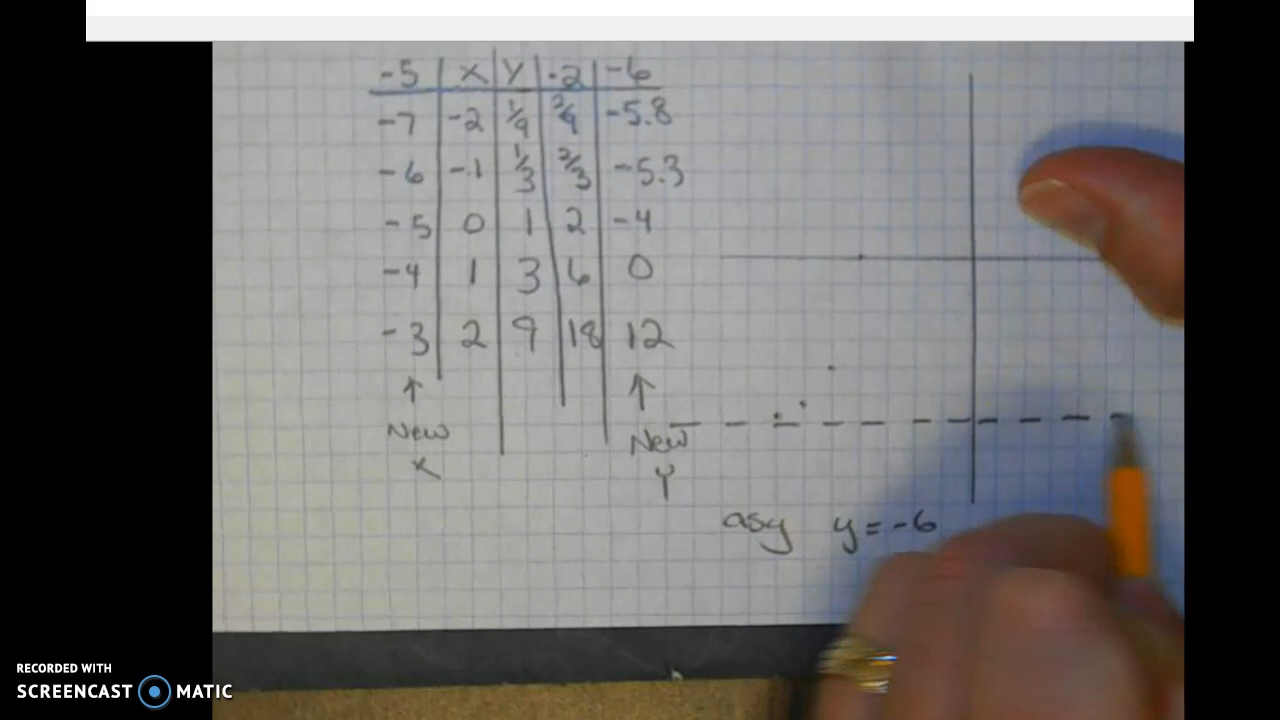 -5 x y ·2 -6
-7 -2 1/9 2/9 -5.8
-6 -1 1/3 2/3 -5.3
-5 0 1 2 -4
-4 1 3 6 0
-3 2 9 18 12
↑ ↑
New New
x y
asy y = -6
RECORDED WITH
SCREENCAST MATIC